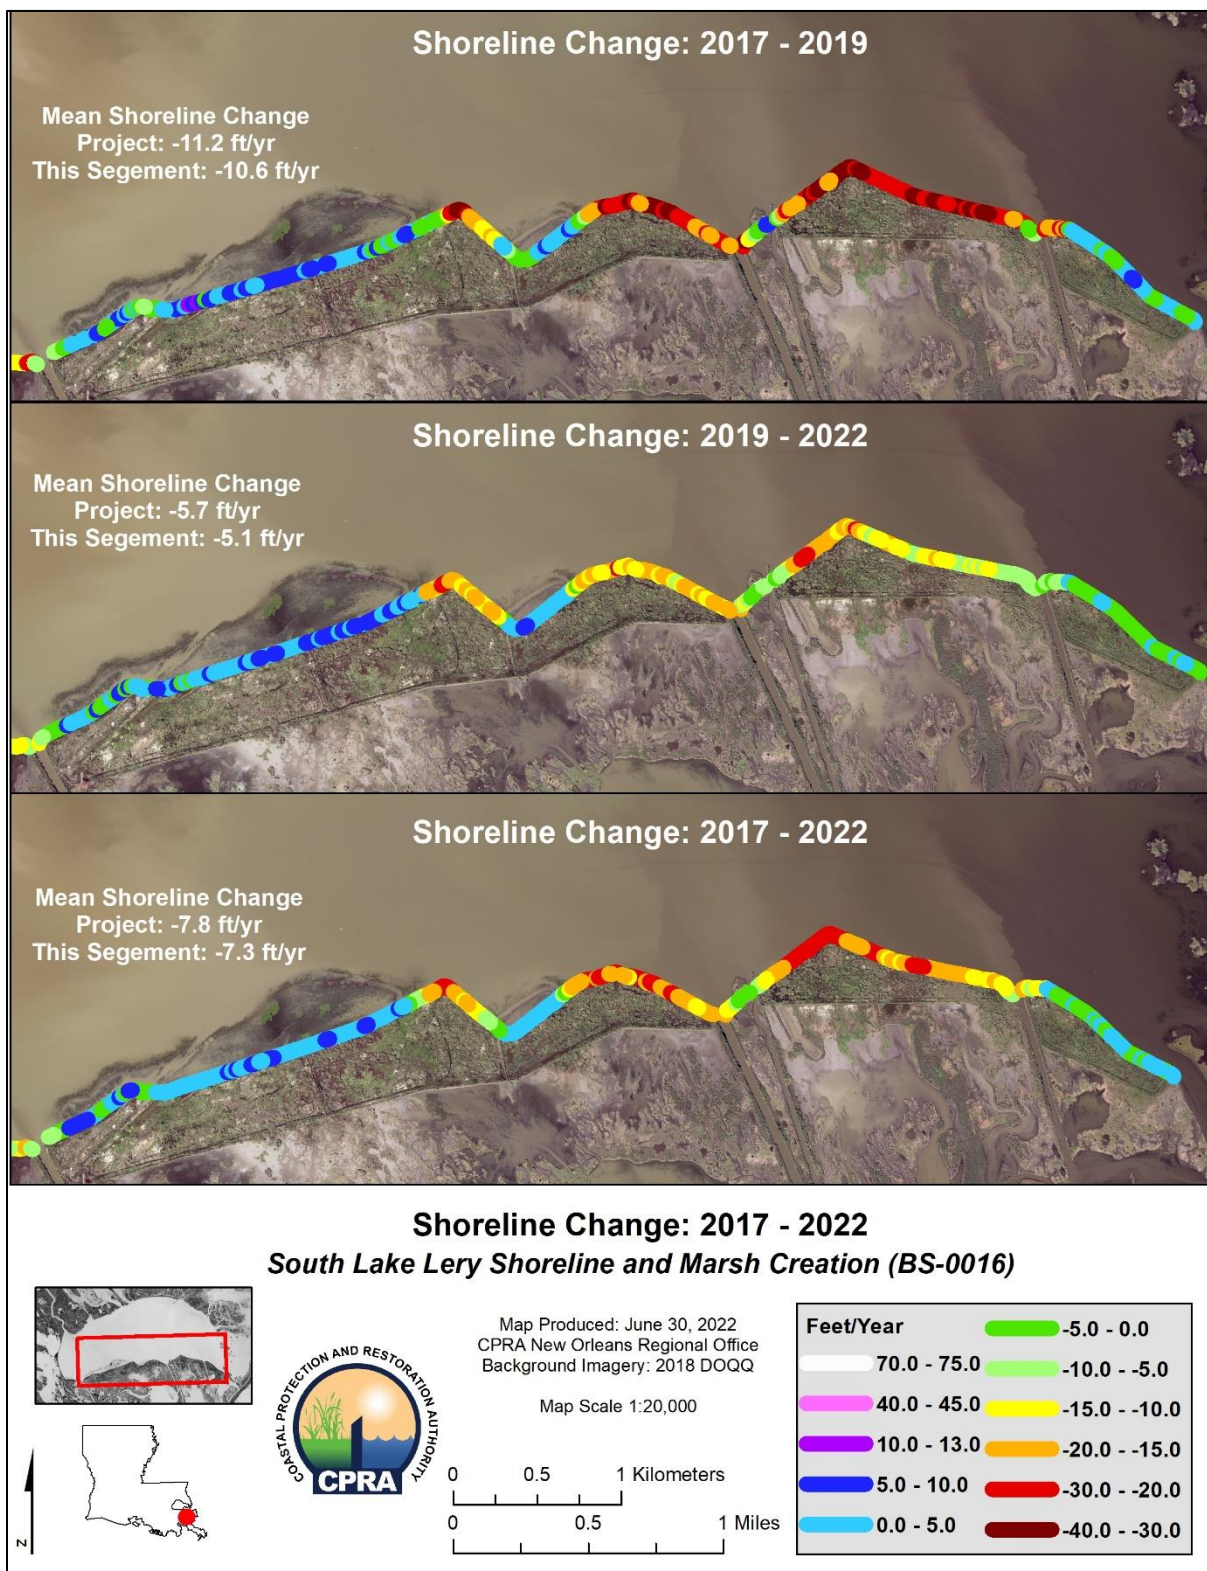 Shoreline Change: 2017 - 2019
Mean Shoreline Change
Project: -11.2 ft/yr
This Segement: -10.6 ft/yr
Shoreline Change: 2019 - 2022
Mean Shoreline Change
Project: -5.7 ft/yr
This Segement: -5.1 ft/yr
Shoreline Change: 2017 - 2022
Mean Shoreline Change
Project: -7.8 ft/yr
This Segement: -7.3 ft/yr
Shoreline Change: 2017 - 2022
South Lake Lery Shoreline and Marsh Creation (BS-0016)
Map Produced: June 30, 2022
CPRA New Orleans Regional Office
Background Imagery: 2018 DOQQ
Map Scale 1:20,000
COASTAL PROTECTION AND RESTORATION AUTHORITY
CPRA
0 0.5 1 Kilometers
0 0.5 1 Miles
N
Feet/Year
70.0 - 75.0
40.0 - 45.0
10.0 - 13.0
5.0 - 10.0
0.0 - 5.0
-5.0 - 0.0
-10.0 - -5.0
-15.0 - -10.0
-20.0 - -15.0
-30.0 - -20.0
-40.0 - -30.0